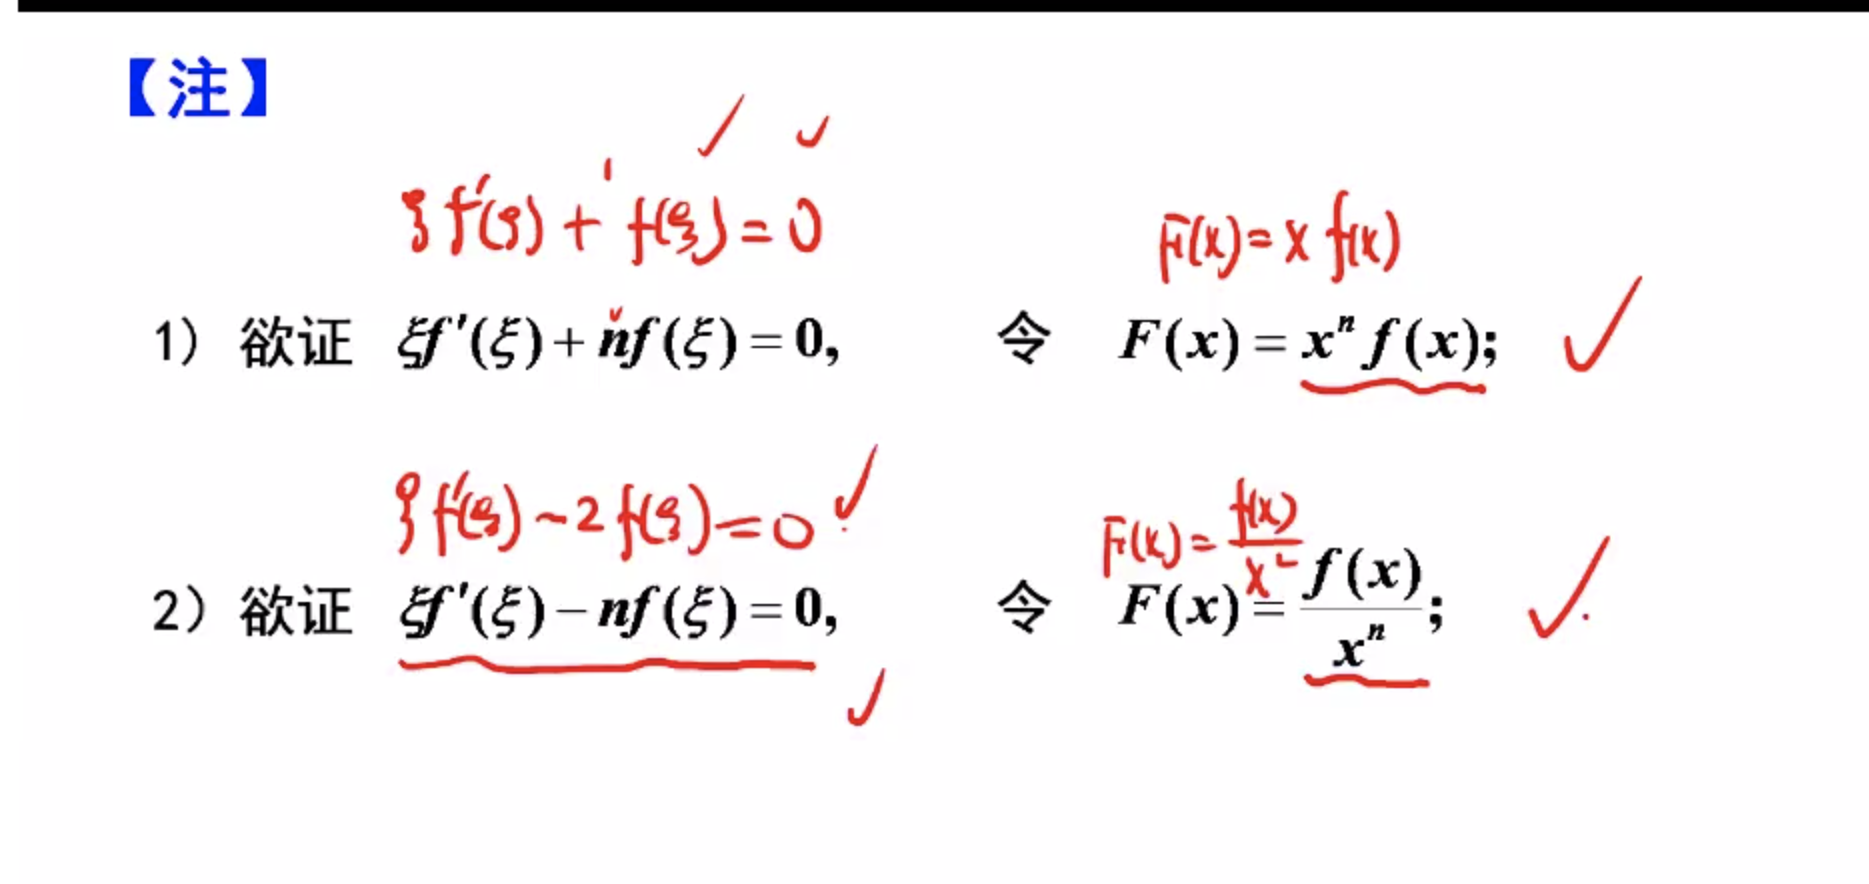 【注】
ξf'(ξ) + 1 f(ξ) = 0
F(x) = x f(x)
1) 欲证 ξf'(ξ) + nf(ξ) = 0, 令 F(x) = xⁿ f(x);
ξf'(ξ) - 2f(ξ) = 0
F(x) = f(x)/x²
2) 欲证 ξf'(ξ) − nf(ξ) = 0, 令 F(x) = f(x)/xⁿ;